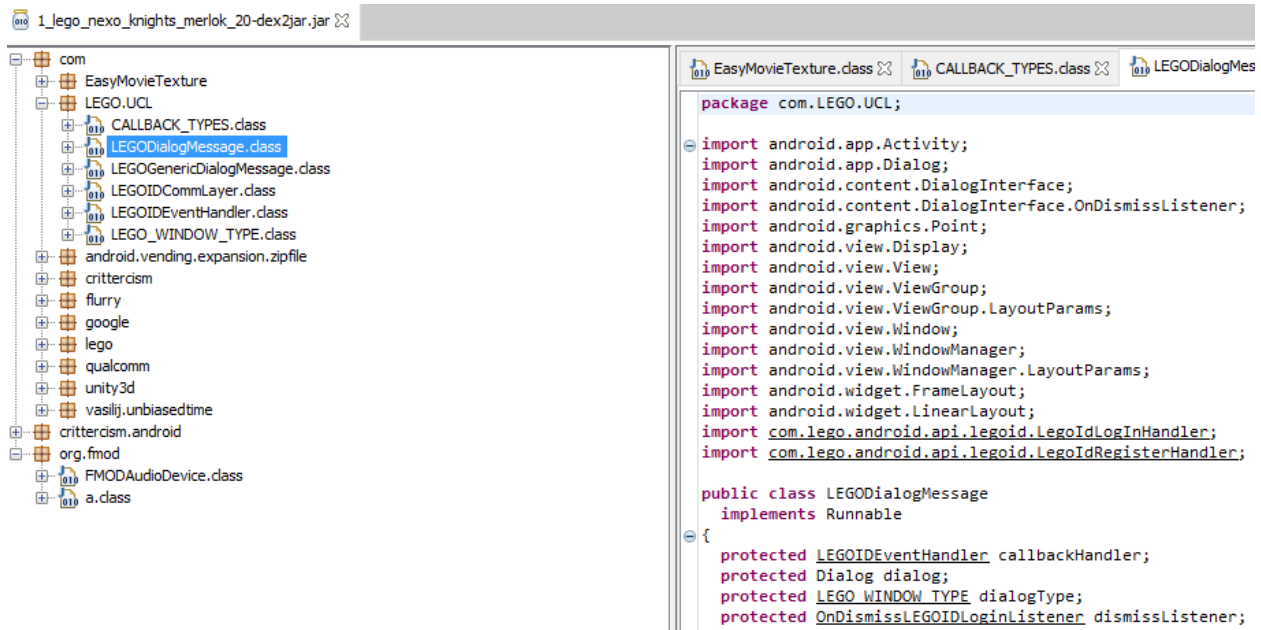 1_lego_nexo_knights_merlok_20-dex2jar.jar
com
EasyMovieTexture
LEGO.UCL
CALLBACK_TYPES.class
LEGODialogMessage.class
LEGOGenericDialogMessage.class
LEGOIDCommLayer.class
LEGOIDEventHandler.class
LEGO_WINDOW_TYPE.class
android.vending.expansion.zipfile
crittercism
flurry
google
lego
qualcomm
unity3d
vasilij.unbiasedtime
crittercism.android
org.fmod
FMODAudioDevice.class
a.class
EasyMovieTexture.class CALLBACK_TYPES.class LEGODialogMes
package com.LEGO.UCL;
import android.app.Activity;
import android.app.Dialog;
import android.content.DialogInterface;
import android.content.DialogInterface.OnDismissListener;
import android.graphics.Point;
import android.view.Display;
import android.view.View;
import android.view.ViewGroup;
import android.view.ViewGroup.LayoutParams;
import android.view.Window;
import android.view.WindowManager;
import android.view.WindowManager.LayoutParams;
import android.widget.FrameLayout;
import android.widget.LinearLayout;
import com.lego.android.api.legoid.LegoIdLogInHandler;
import com.lego.android.api.legoid.LegoIdRegisterHandler;
public class LEGODialogMessage
implements Runnable
{
protected LEGOIDEventHandler callbackHandler;
protected Dialog dialog;
protected LEGO_WINDOW_TYPE dialogType;
protected OnDismissLEGOIDLoginListener dismissListener;